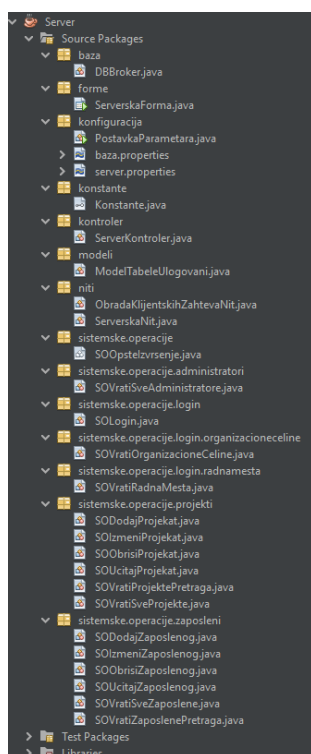 Server
Source Packages
baza
DBBroker.java
forme
ServerskaForma.java
konfiguracija
PostavkaParametara.java
baza.properties
server.properties
konstante
Konstante.java
kontroler
ServerKontroler.java
modeli
ModelTabeleUlogovani.java
niti
ObradaKlijentskihZahtevaNit.java
ServerskaNit.java
sistemske.operacije
SOOpsteIzvrsenje.java
sistemske.operacije.administratori
SOVratiSveAdministratore.java
sistemske.operacije.login
SOLogin.java
sistemske.operacije.login.organizacioneceline
SOVratiOrganizacioneCeline.java
sistemske.operacije.login.radnamesta
SOVratiRadnaMesta.java
sistemske.operacije.projekti
SODodajProjekat.java
SOIzmeniProjekat.java
SOObrisiProjekat.java
SOUcitajProjekat.java
SOVratiProjektePretraga.java
SOVratiSveProjekte.java
sistemske.operacije.zaposleni
SODodajZaposlenog.java
SOIzmeniZaposlenog.java
SOObrisiZaposlenog.java
SOUcitajZaposlenog.java
SOVratiSveZaposlene.java
SOVratiZaposlenePretraga.java
Test Packages
Libraries